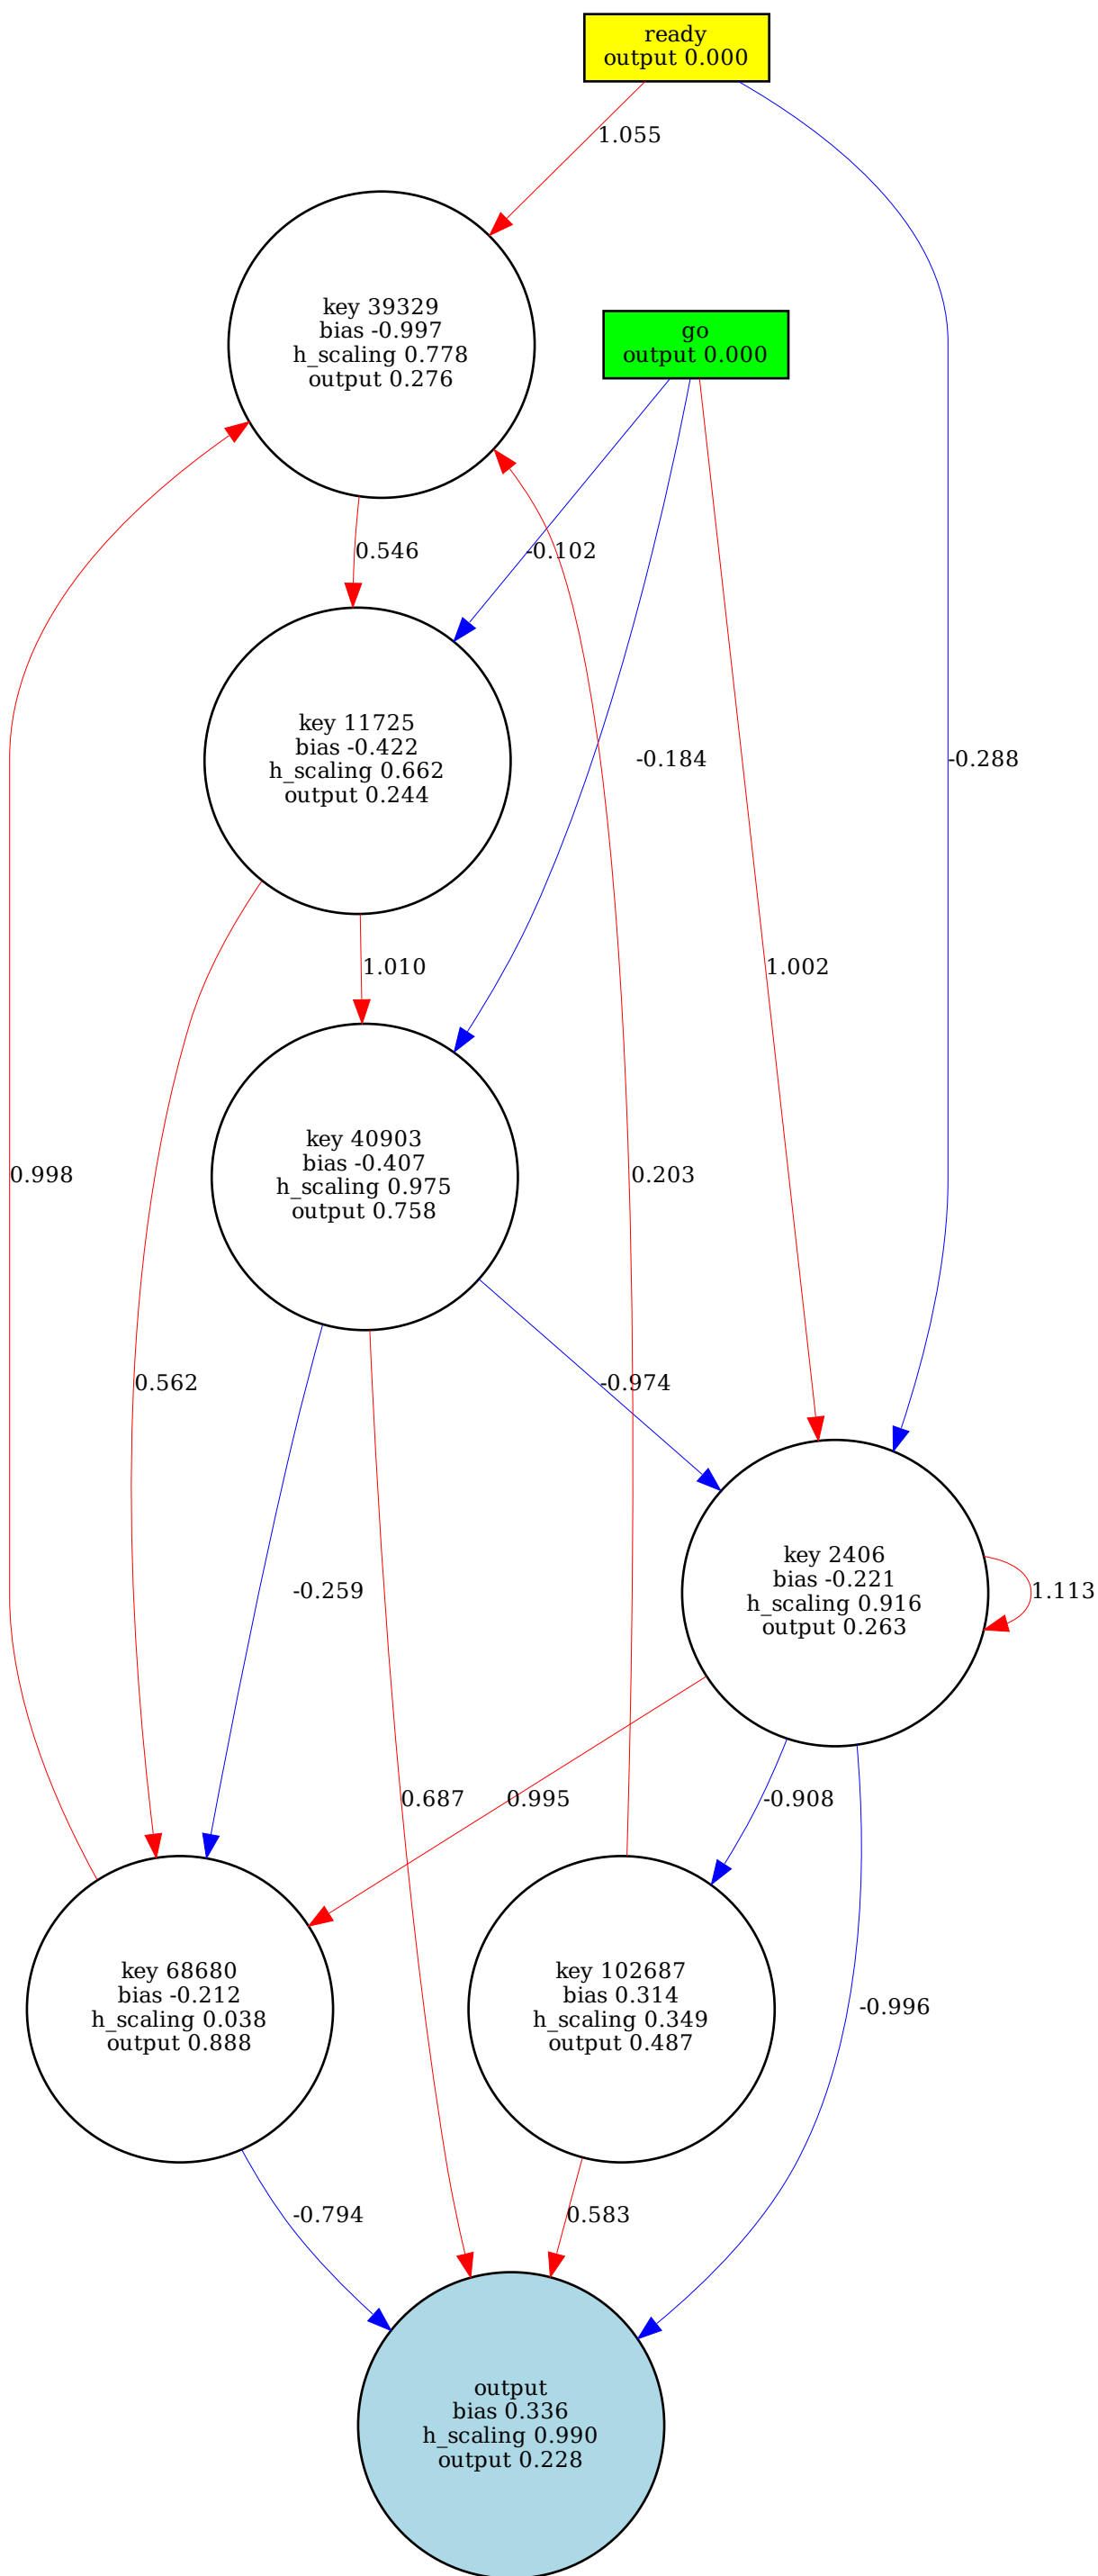 ready
output 0.000
1.055
key 39329
bias -0.997
h_scaling 0.778
output 0.276
go
output 0.000
0.546
-0.102
key 11725
bias -0.422
h_scaling 0.662
output 0.244
-0.184
-0.288
1.010
1.002
key 40903
bias -0.407
h_scaling 0.975
output 0.758
0.998
0.203
0.562
-0.974
key 2406
bias -0.221
h_scaling 0.916
output 0.263
-0.259
1.113
0.687
0.995
-0.908
key 68680
bias -0.212
h_scaling 0.038
output 0.888
key 102687
bias 0.314
h_scaling 0.349
output 0.487
-0.996
-0.794
0.583
output
bias 0.336
h_scaling 0.990
output 0.228